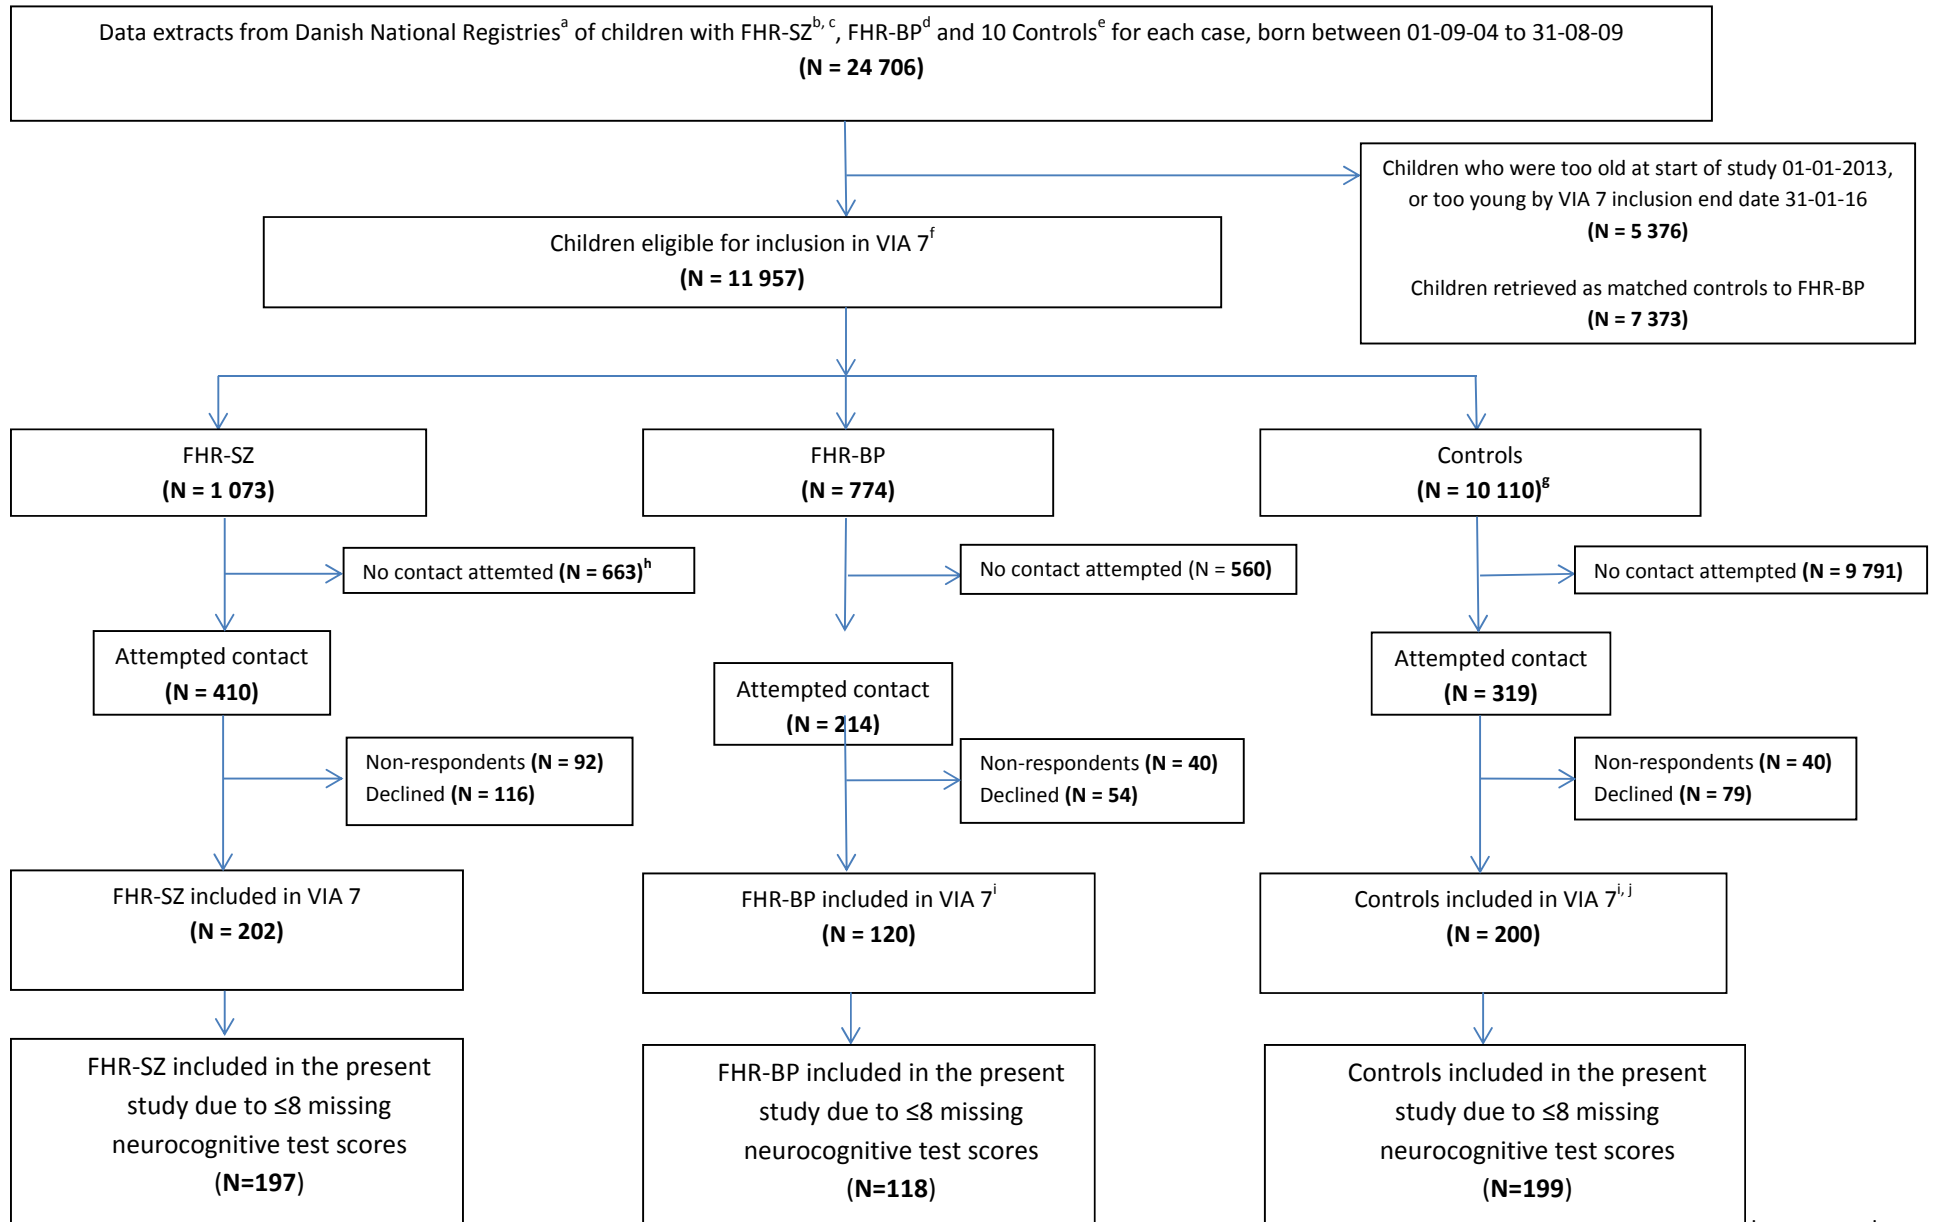 Data extracts from Danish National Registriesa of children with FHR-SZb, c, FHR-BPd and 10 Controlse for each case, born between 01-09-04 to 31-08-09
(N = 24 706)
Children who were too old at start of study 01-01-2013,
or too young by VIA 7 inclusion end date 31-01-16
(N = 5 376)
Children retrieved as matched controls to FHR-BP
(N = 7 373)
Children eligible for inclusion in VIA 7f
(N = 11 957)
FHR-SZ
(N = 1 073)
FHR-BP
(N = 774)
Controls
(N = 10 110)g
No contact attemted (N = 663)h
No contact attempted (N = 560)
No contact attempted (N = 9 791)
Attempted contact
(N = 410)
Attempted contact
(N = 214)
Attempted contact
(N = 319)
Non-respondents (N = 92)
Declined (N = 116)
Non-respondents (N = 40)
Declined (N = 54)
Non-respondents (N = 40)
Declined (N = 79)
FHR-SZ included in VIA 7
(N = 202)
FHR-BP included in VIA 7i
(N = 120)
Controls included in VIA 7i, j
(N = 200)
FHR-SZ included in the present
study due to ≤8 missing
neurocognitive test scores
(N=197)
FHR-BP included in the present
study due to ≤8 missing
neurocognitive test scores
(N=118)
Controls included in the present
study due to ≤8 missing
neurocognitive test scores
(N=199)